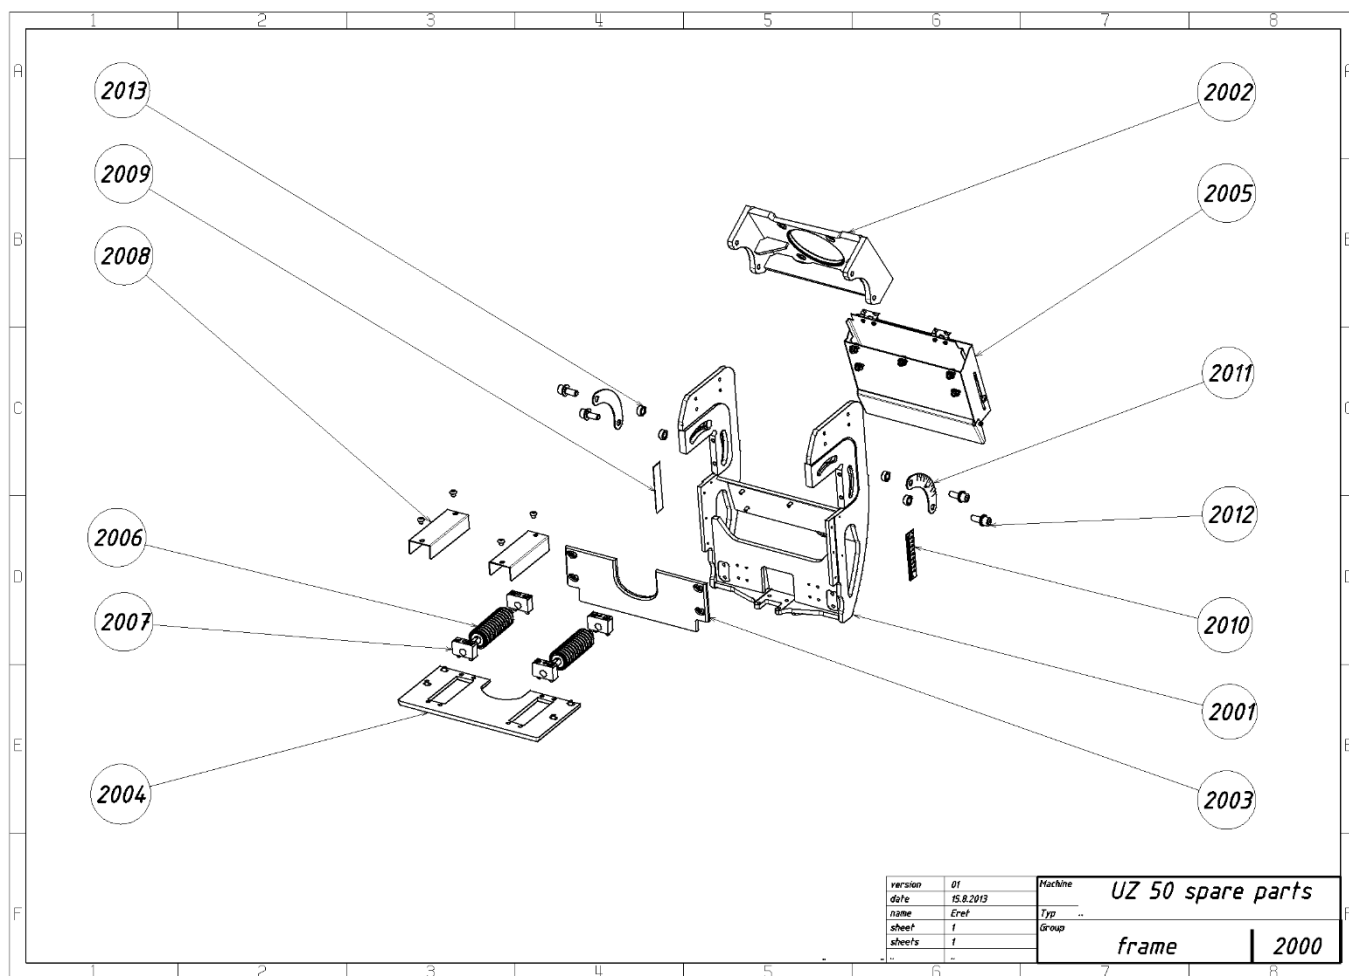 1 2 3 4 5 6 7 8
A A
2013 2002
2009 2005
B B
2008
2011
C C
2006 2012
D D
2007 2010
2001
E E
2004 2003
version 01
date 15.8.2013
name Eret
sheet 1
sheets 1
.. ..
Machine UZ 50 spare parts
Typ ..
Group frame 2000
F F
1 2 3 4 5 6 7 8